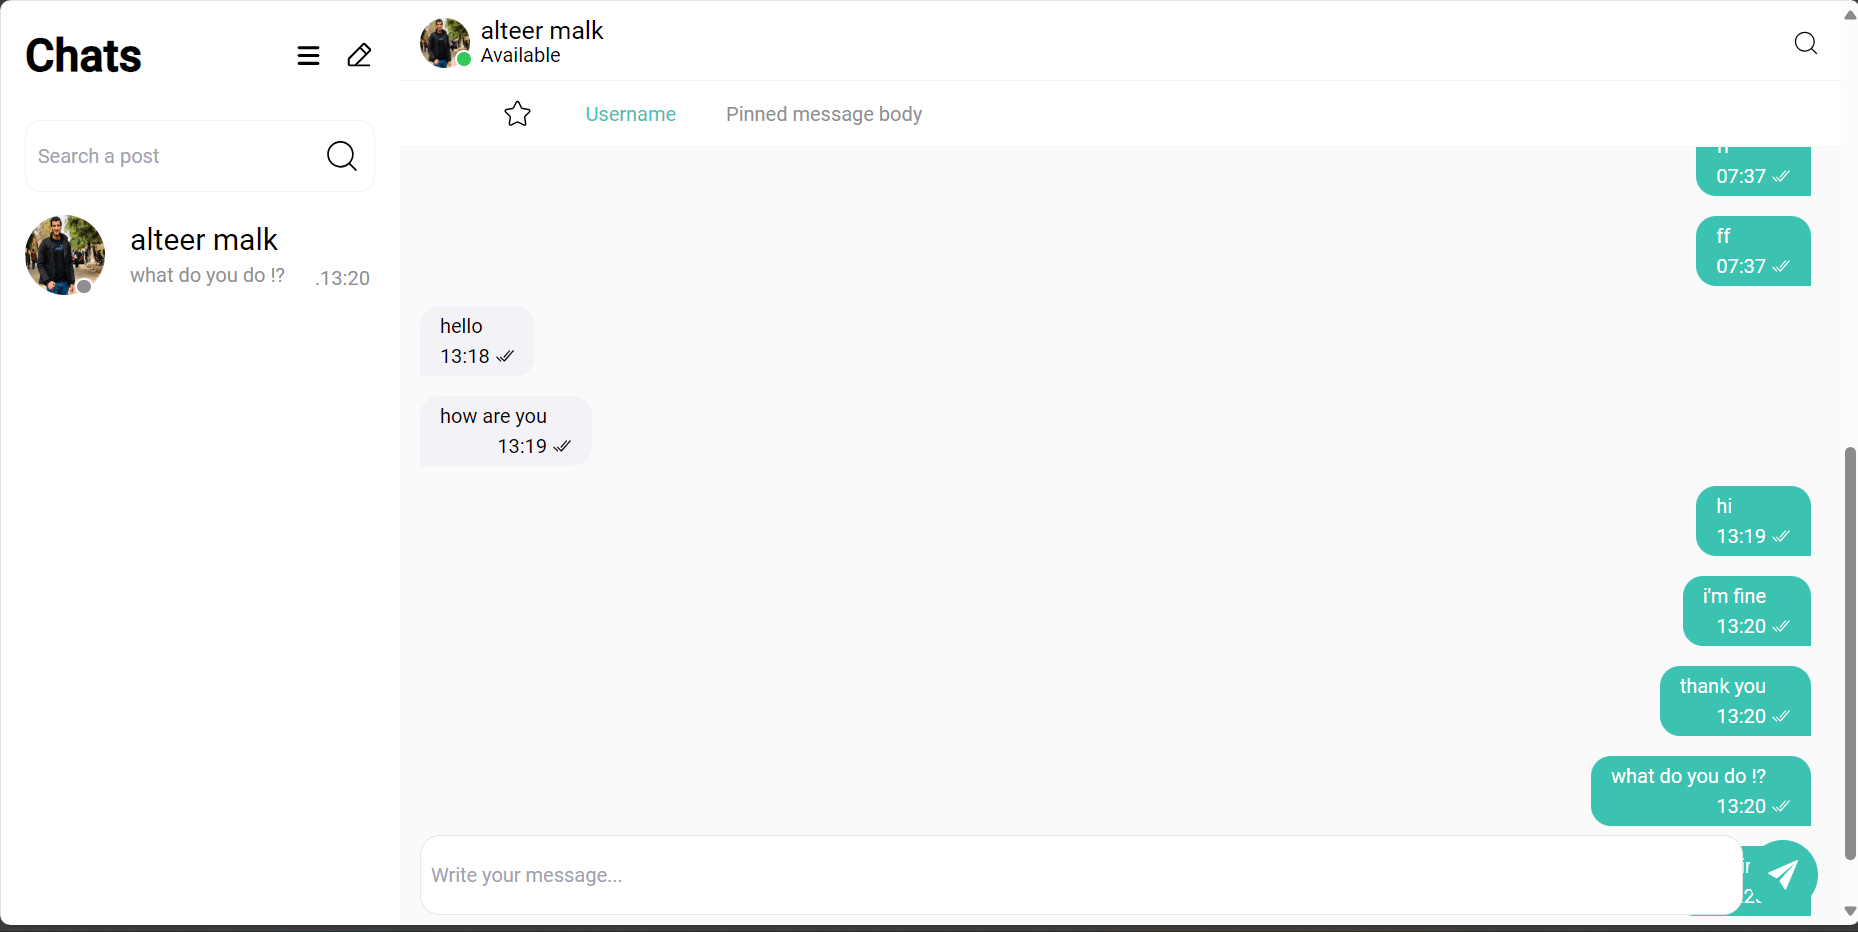 Chats
Search a post
alteer malk
what do you do !?
.13:20
alteer malk
Available
Username
Pinned message body
07:37
ff
07:37
hello
13:18
how are you
13:19
hi
13:19
i'm fine
13:20
thank you
13:20
what do you do !?
13:20
Write your message...